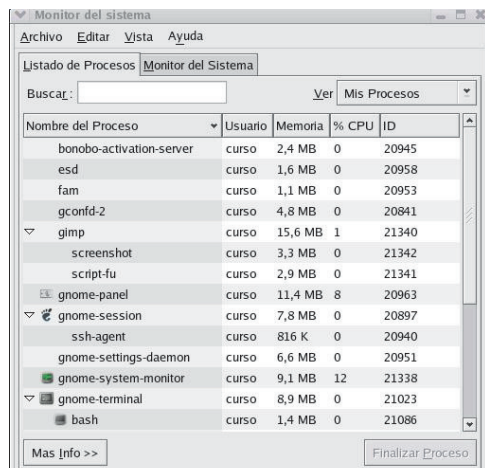 Monitor del sistema
Archivo Editar Vista Ayuda
Listado de Procesos Monitor del Sistema
Buscar: Ver Mis Procesos
Nombre del Proceso Usuario Memoria % CPU ID
bonobo-activation-server curso 2,4 MB 0 20945
esd curso 1,6 MB 0 20958
fam curso 1,1 MB 0 20953
gconfd-2 curso 4,8 MB 0 20841
gimp curso 15,6 MB 1 21340
screenshot curso 3,3 MB 0 21342
script-fu curso 2,9 MB 0 21341
gnome-panel curso 11,4 MB 8 20963
gnome-session curso 7,8 MB 0 20897
ssh-agent curso 816 K 0 20940
gnome-settings-daemon curso 6,6 MB 0 20951
gnome-system-monitor curso 9,1 MB 12 21338
gnome-terminal curso 8,9 MB 0 21023
bash curso 1,4 MB 0 21086
Mas Info >> Finalizar Proceso